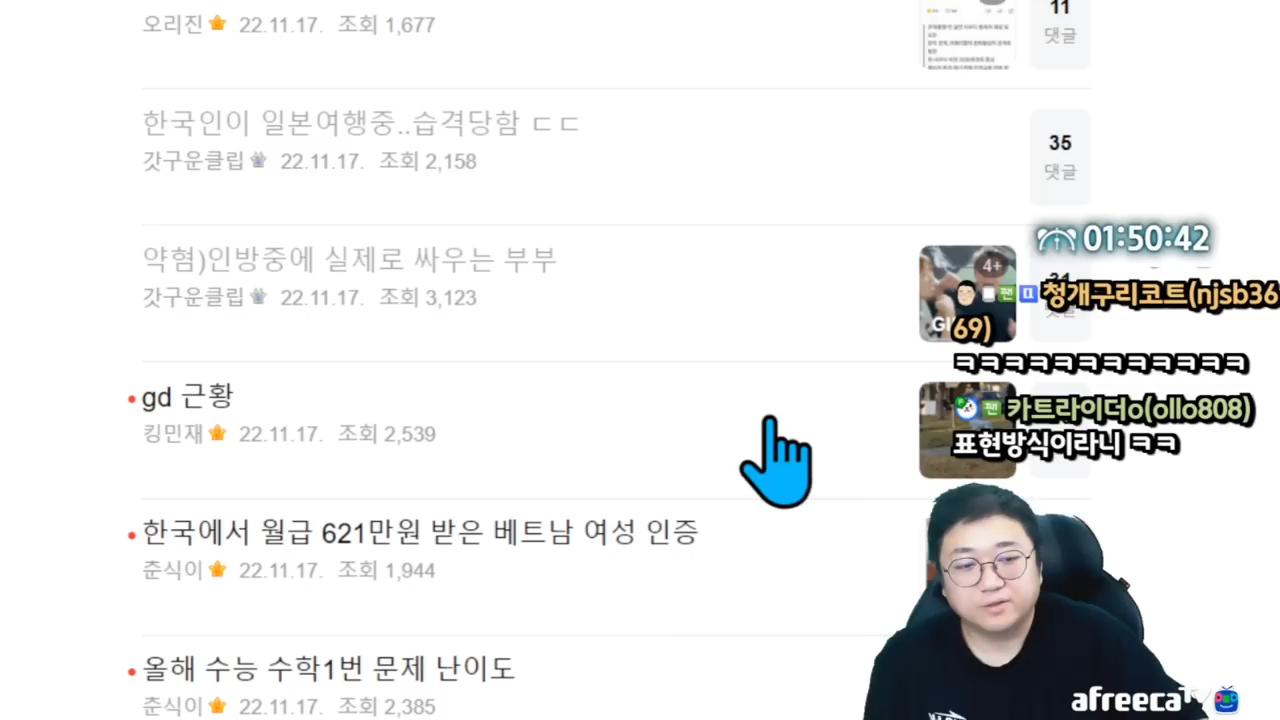 오리진 22.11.17. 조회 1,677
11
댓글
한국인이 일본여행중..습격당함 ㄷㄷ
갓구운클립 22.11.17. 조회 2,158
35
댓글
01:50:42
약혐)인방중에 실제로 싸우는 부부
갓구운클립 22.11.17. 조회 3,123
4+
팬
청개구리코트(njsb36
69)
ㅋㅋㅋㅋㅋㅋㅋㅋㅋㅋㅋㅋ
gd 근황
킹민재 22.11.17. 조회 2,539
팬
카트라이더o(ollo808)
표현방식이라니 ㅋㅋ
한국에서 월급 621만원 받은 베트남 여성 인증
춘식이 22.11.17. 조회 1,944
올해 수능 수학1번 문제 난이도
춘식이 22.11.17. 조회 2,385
afreecaTV